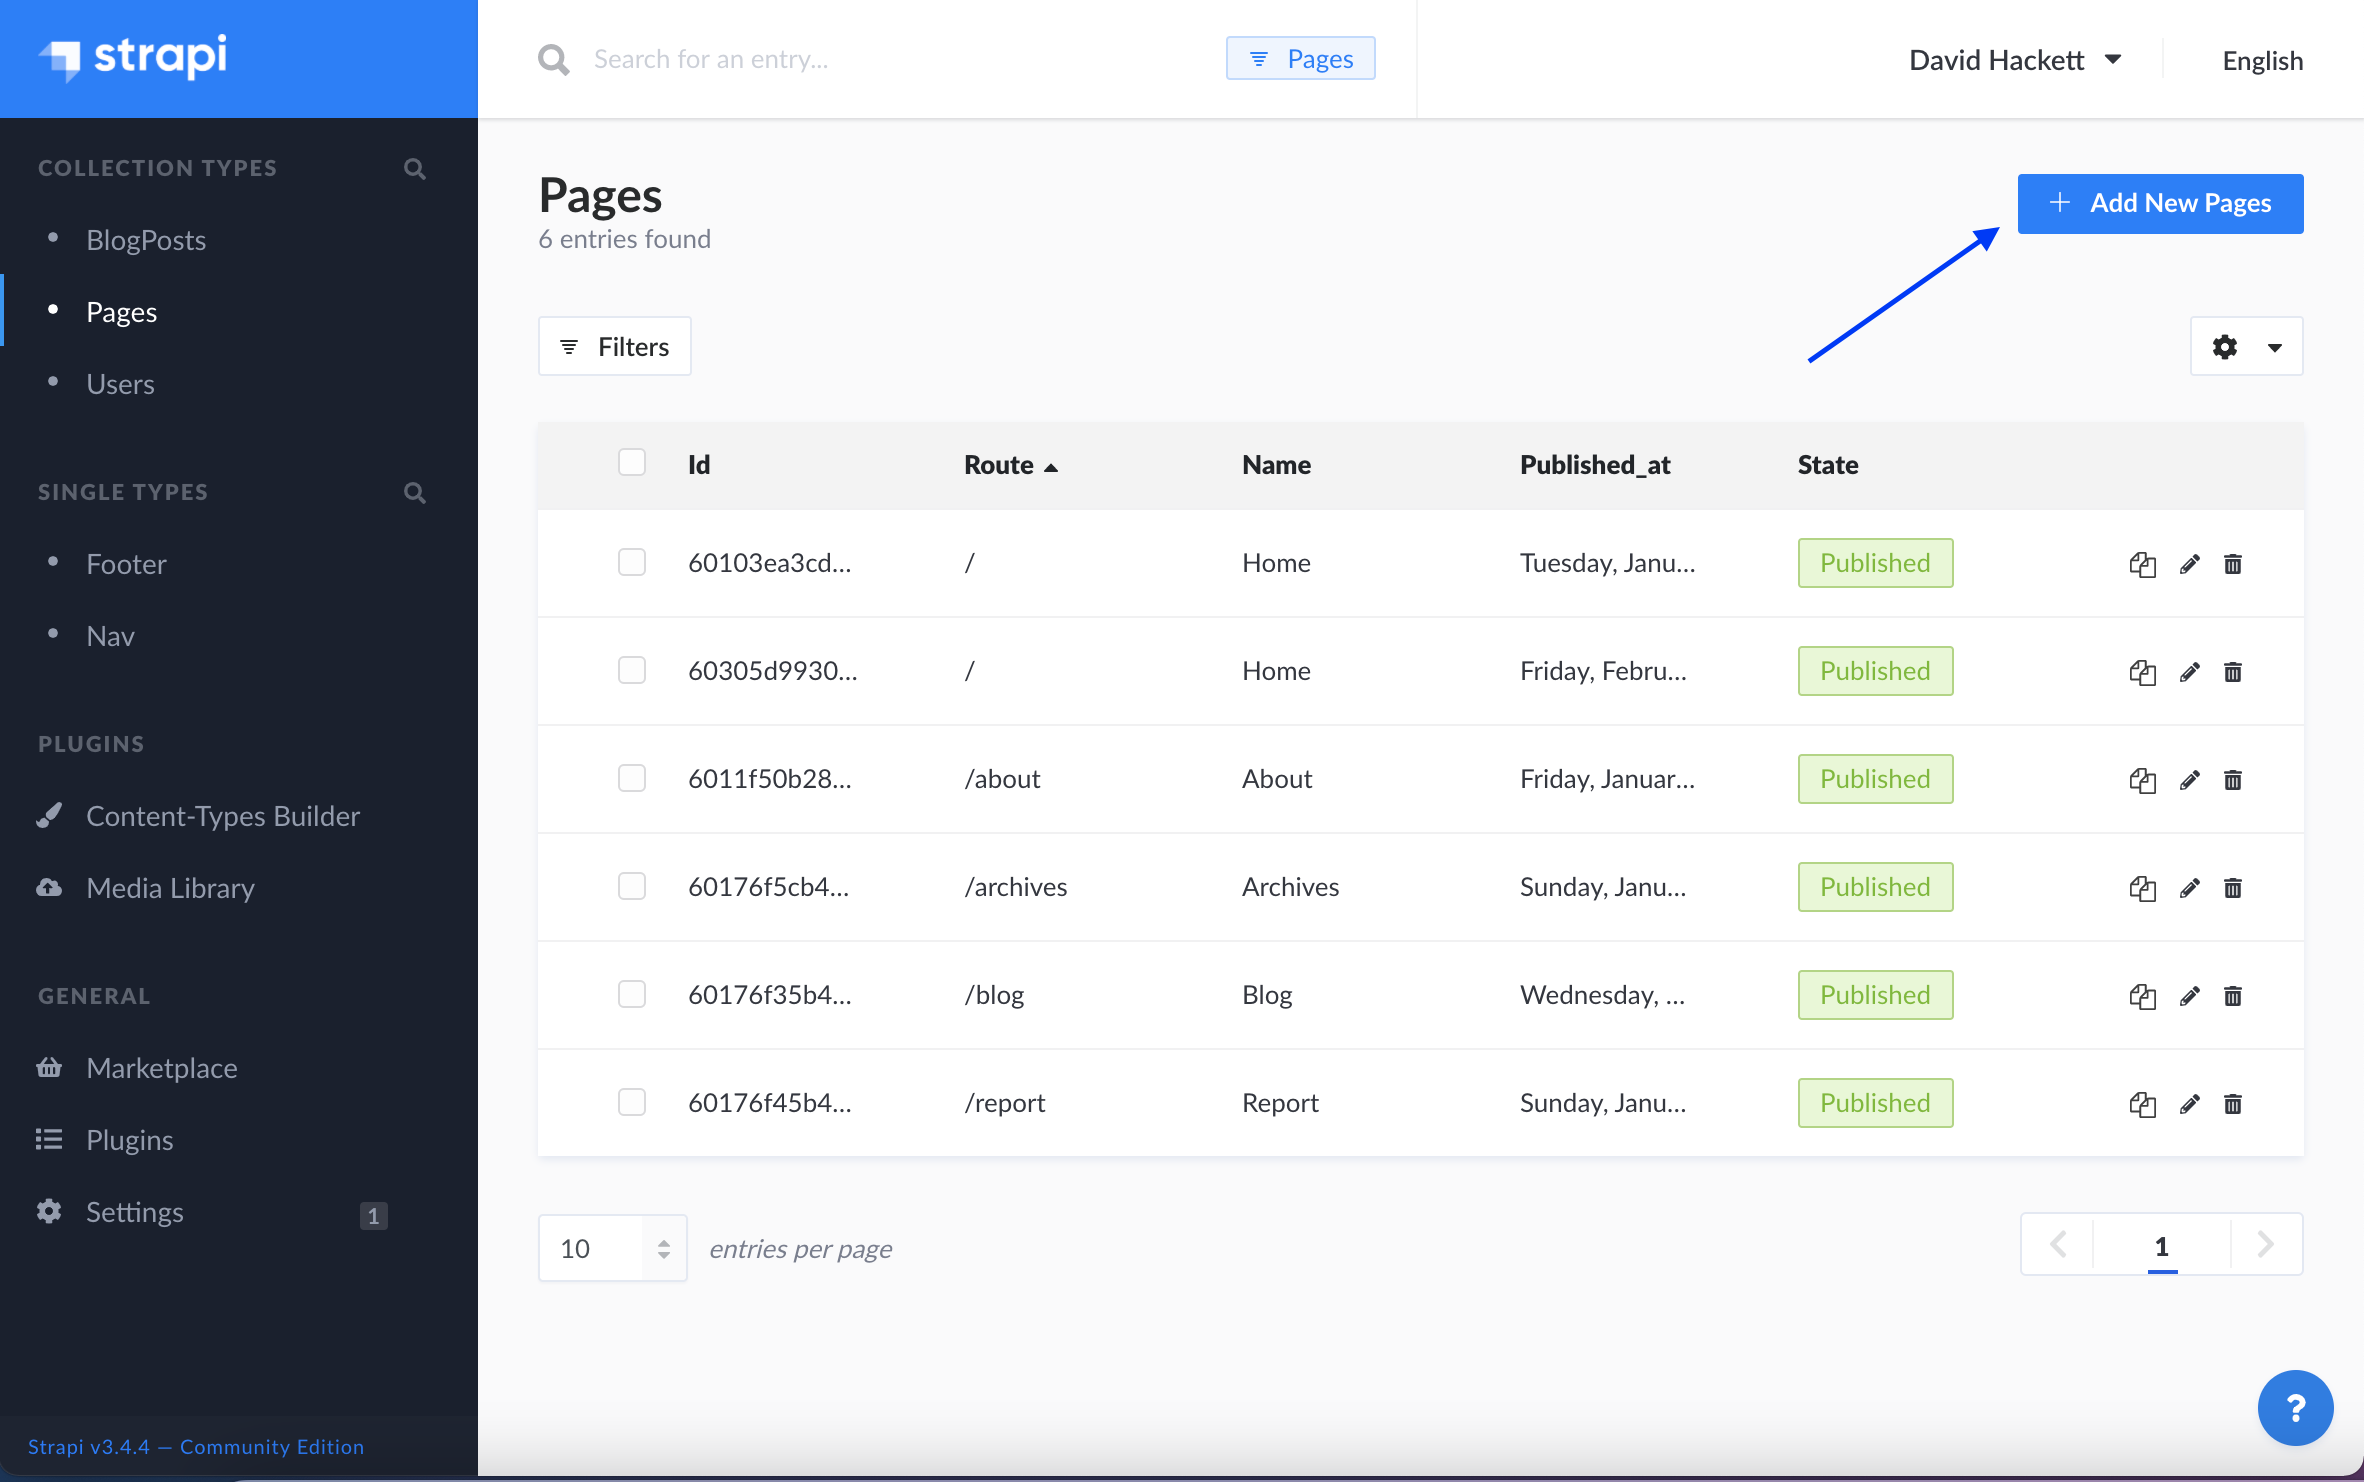 strapi
Search for an entry...
Pages
David Hackett
English
COLLECTION TYPES
BlogPosts
Pages
Users
SINGLE TYPES
Footer
Nav
PLUGINS
Content-Types Builder
Media Library
GENERAL
Marketplace
Plugins
Settings 1
Strapi v3.4.4 — Community Edition
Pages
6 entries found
+ Add New Pages
Filters
Id Route Name Published_at State
60103ea3cd... / Home Tuesday, Janu... Published
60305d9930... / Home Friday, Febru... Published
6011f50b28... /about About Friday, Januar... Published
60176f5cb4... /archives Archives Sunday, Janu... Published
60176f35b4... /blog Blog Wednesday, ... Published
60176f45b4... /report Report Sunday, Janu... Published
10 entries per page
1
?